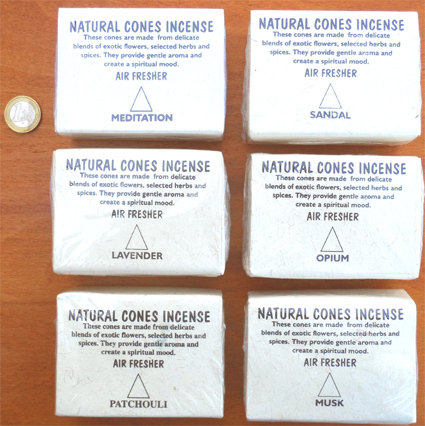 NATURAL CONES INCENSE
These cones are made from delicate
blends of exotic flowers, selected herbs and
spices. They provide gentle aroma and
create a spiritual mood.
AIR FRESHER
MEDITATION
NATURAL CONES INCENSE
These cones are made from delicate
blends of exotic flowers, selected herbs and
spices. They provide gentle aroma and
create a spiritual mood.
AIR FRESHER
SANDAL
NATURAL CONES INCENSE
These cones are made from delicate
blends of exotic flowers, selected herbs and
spices. They provide gentle aroma and
create a spiritual mood.
AIR FRESHER
LAVENDER
NATURAL CONES INCENSE
These cones are made from delicate
blends of exotic flowers, selected herbs and
spices. They provide gentle aroma and
create a spiritual mood.
AIR FRESHER
OPIUM
NATURAL CONES INCENSE
These cones are made from delicate
blends of exotic flowers, selected herbs and
spices. They provide gentle aroma and
create a spiritual mood.
AIR FRESHER
PATCHOULI
NATURAL CONES INCENSE
These cones are made from delicate
blends of exotic flowers, selected herbs and
spices. They provide gentle aroma and
create a spiritual mood.
AIR FRESHER
MUSK